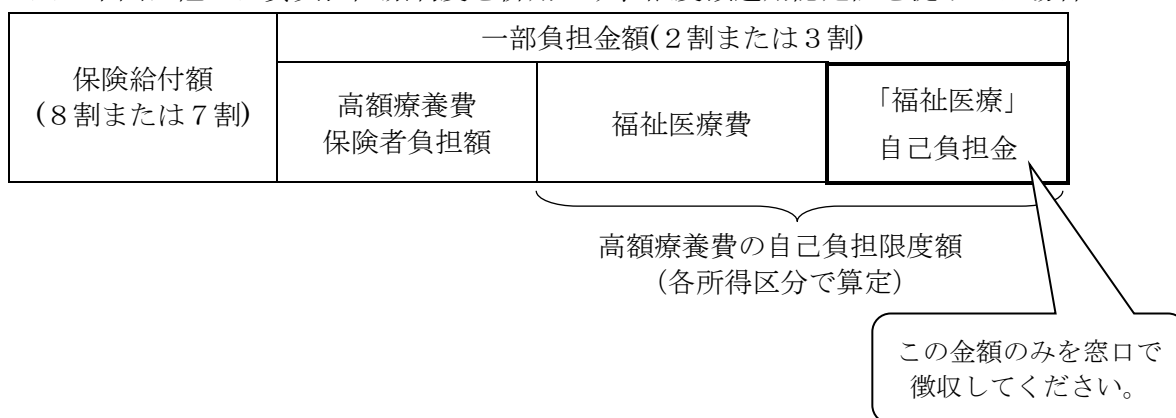 一部負担金額(２割または３割)
保険給付額
(８割または７割)
高額療養費
保険者負担額
福祉医療費
「福祉医療」
自己負担金
高額療養費の自己負担限度額
（各所得区分で算定）
この金額のみを窓口で
徴収してください。